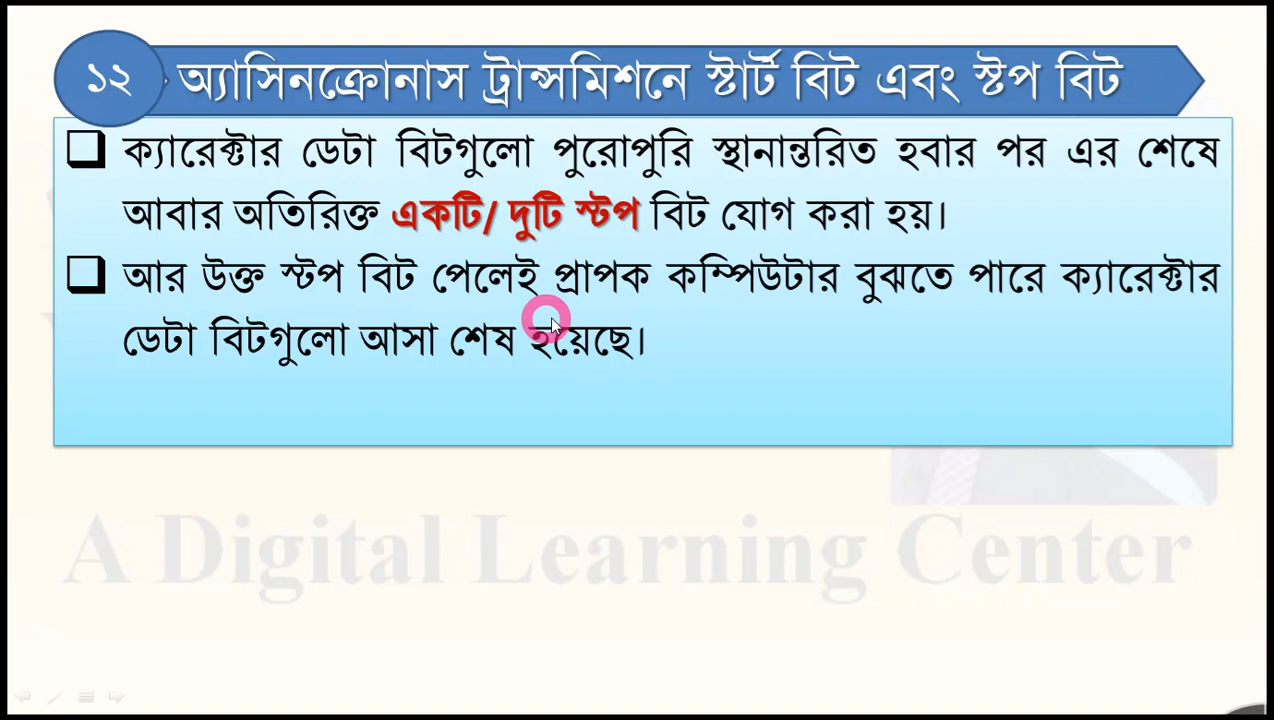 ১২
অ্যাসিনক্রোনাস ট্রান্সমিশনে স্টার্ট বিট এবং স্টপ বিট
ক্যারেক্টার ডেটা বিটগুলো পুরোপুরি স্থানান্তরিত হবার পর এর শেষে
আবার অতিরিক্ত একটি/ দুটি স্টপ বিট যোগ করা হয়।
আর উক্ত স্টপ বিট পেলেই প্রাপক কম্পিউটার বুঝতে পারে ক্যারেক্টার
ডেটা বিটগুলো আসা শেষ হয়েছে।
A Digital Learning Center